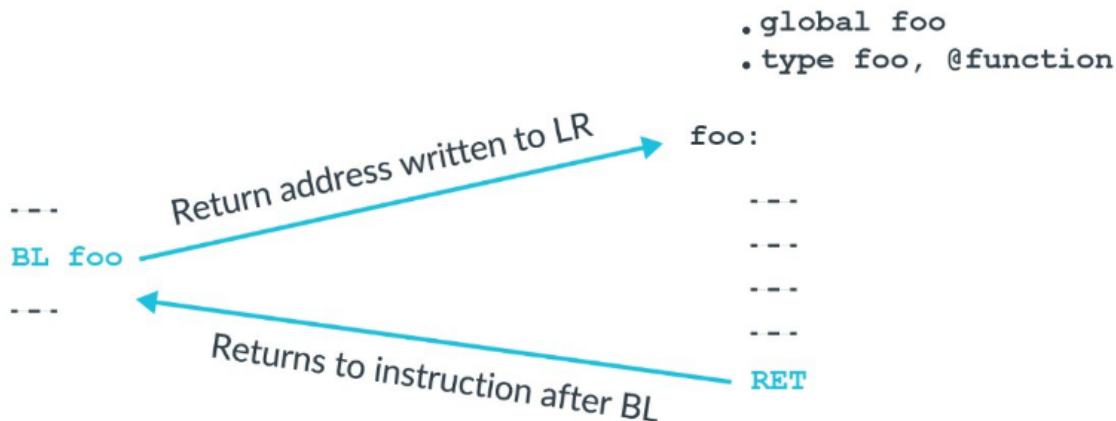 .global foo
.type foo, @function
foo:
Return address written to LR
---
BL foo
---
---
---
---
---
RET
Returns to instruction after BL